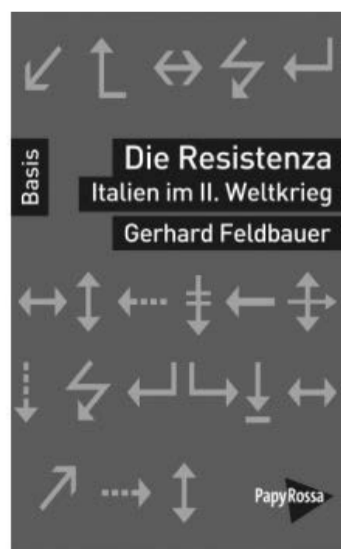 Basis
Die Resistenza
Italien im II. Weltkrieg
Gerhard Feldbauer
PapyRossa